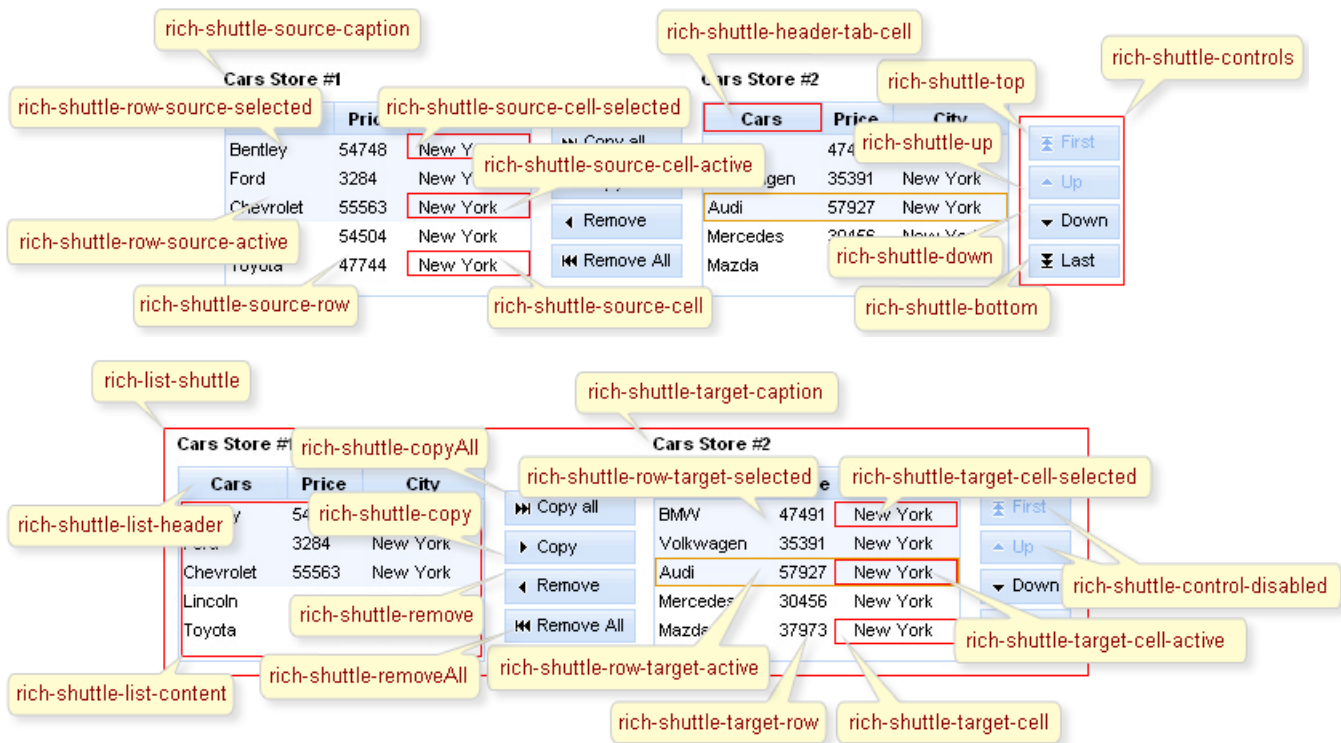 rich-shuttle-source-caption
rich-shuttle-header-tab-cell
rich-shuttle-controls
Cars Store #1
Cars Store #2
rich-shuttle-top
rich-shuttle-row-source-selected
rich-shuttle-source-cell-selected
Cars Price City
First
rich-shuttle-up
Bentley 54748
rich-shuttle-source-cell-active
Up
Ford 3284
35391 New York
Chevrolet 55563 New York
Remove
Audi 57927 New York
Down
rich-shuttle-row-source-active
54504 New York
Mercedes
rich-shuttle-down
Toyota 47744 New York
Remove All
Mazda
Last
rich-shuttle-source-row
rich-shuttle-source-cell
rich-shuttle-bottom
rich-list-shuttle
rich-shuttle-target-caption
Cars Store #
rich-shuttle-copyAll
Cars Store #2
Cars Price City
rich-shuttle-row-target-selected
rich-shuttle-target-cell-selected
rich-shuttle-list-header
rich-shuttle-copy
Copy all
BMW 47491 New York
First
3284 New York
Copy
Volkwagen 35391 New York
Up
Chevrolet 55563 New York
Remove
Audi 57927 New York
Down
rich-shuttle-control-disabled
Lincoln
rich-shuttle-remove
Mercedes 30456 New York
Toyota
Remove All
Mazda 37973 New York
rich-shuttle-target-cell-active
rich-shuttle-list-content
rich-shuttle-removeAll
rich-shuttle-row-target-active
rich-shuttle-target-row
rich-shuttle-target-cell